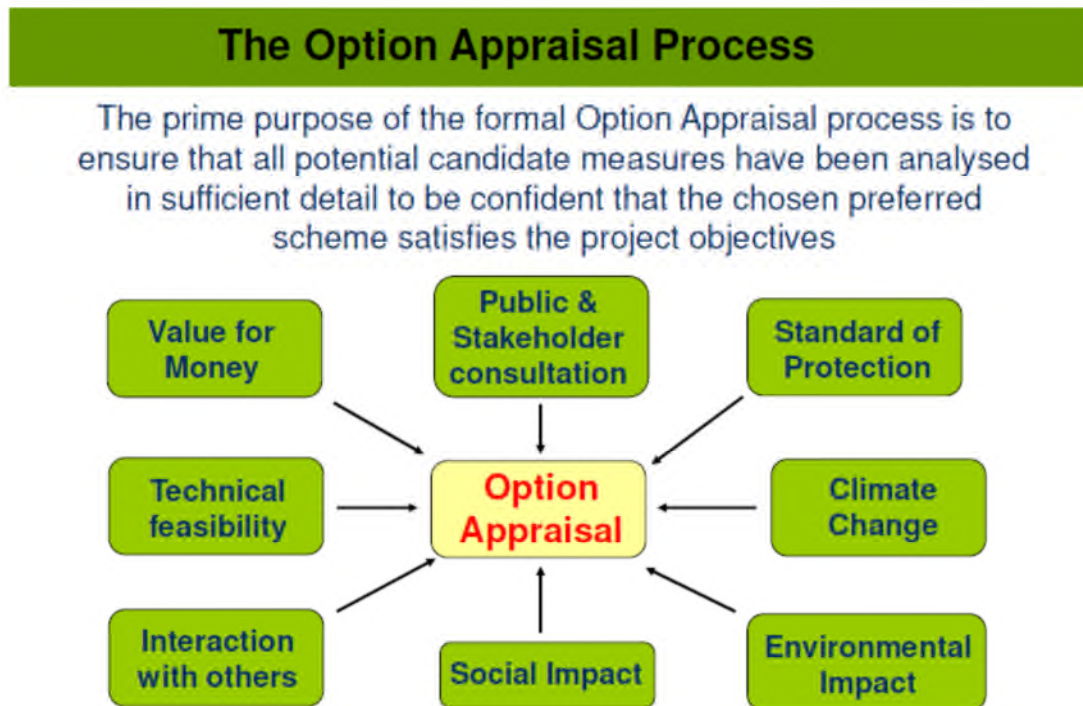 The Option Appraisal Process
The prime purpose of the formal Option Appraisal process is to
ensure that all potential candidate measures have been analysed
in sufficient detail to be confident that the chosen preferred
scheme satisfies the project objectives
Value for
Money
Public &
Stakeholder
consultation
Standard of
Protection
Technical
feasibility
Option
Appraisal
Climate
Change
Interaction
with others
Social Impact
Environmental
Impact